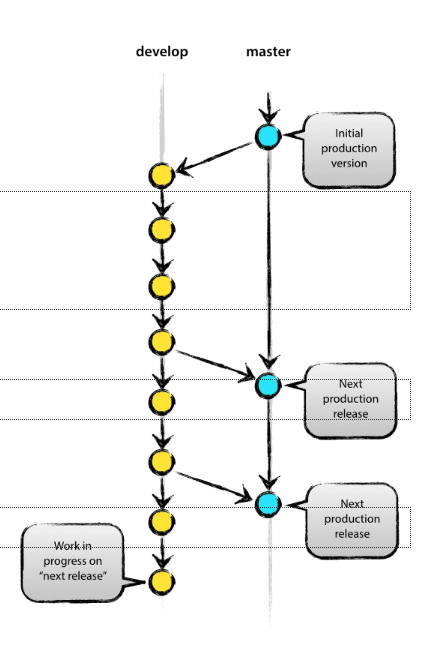 develop
master
Initial
production
version
Next
production
release
Next
production
release
Work in
progress on
"next release"